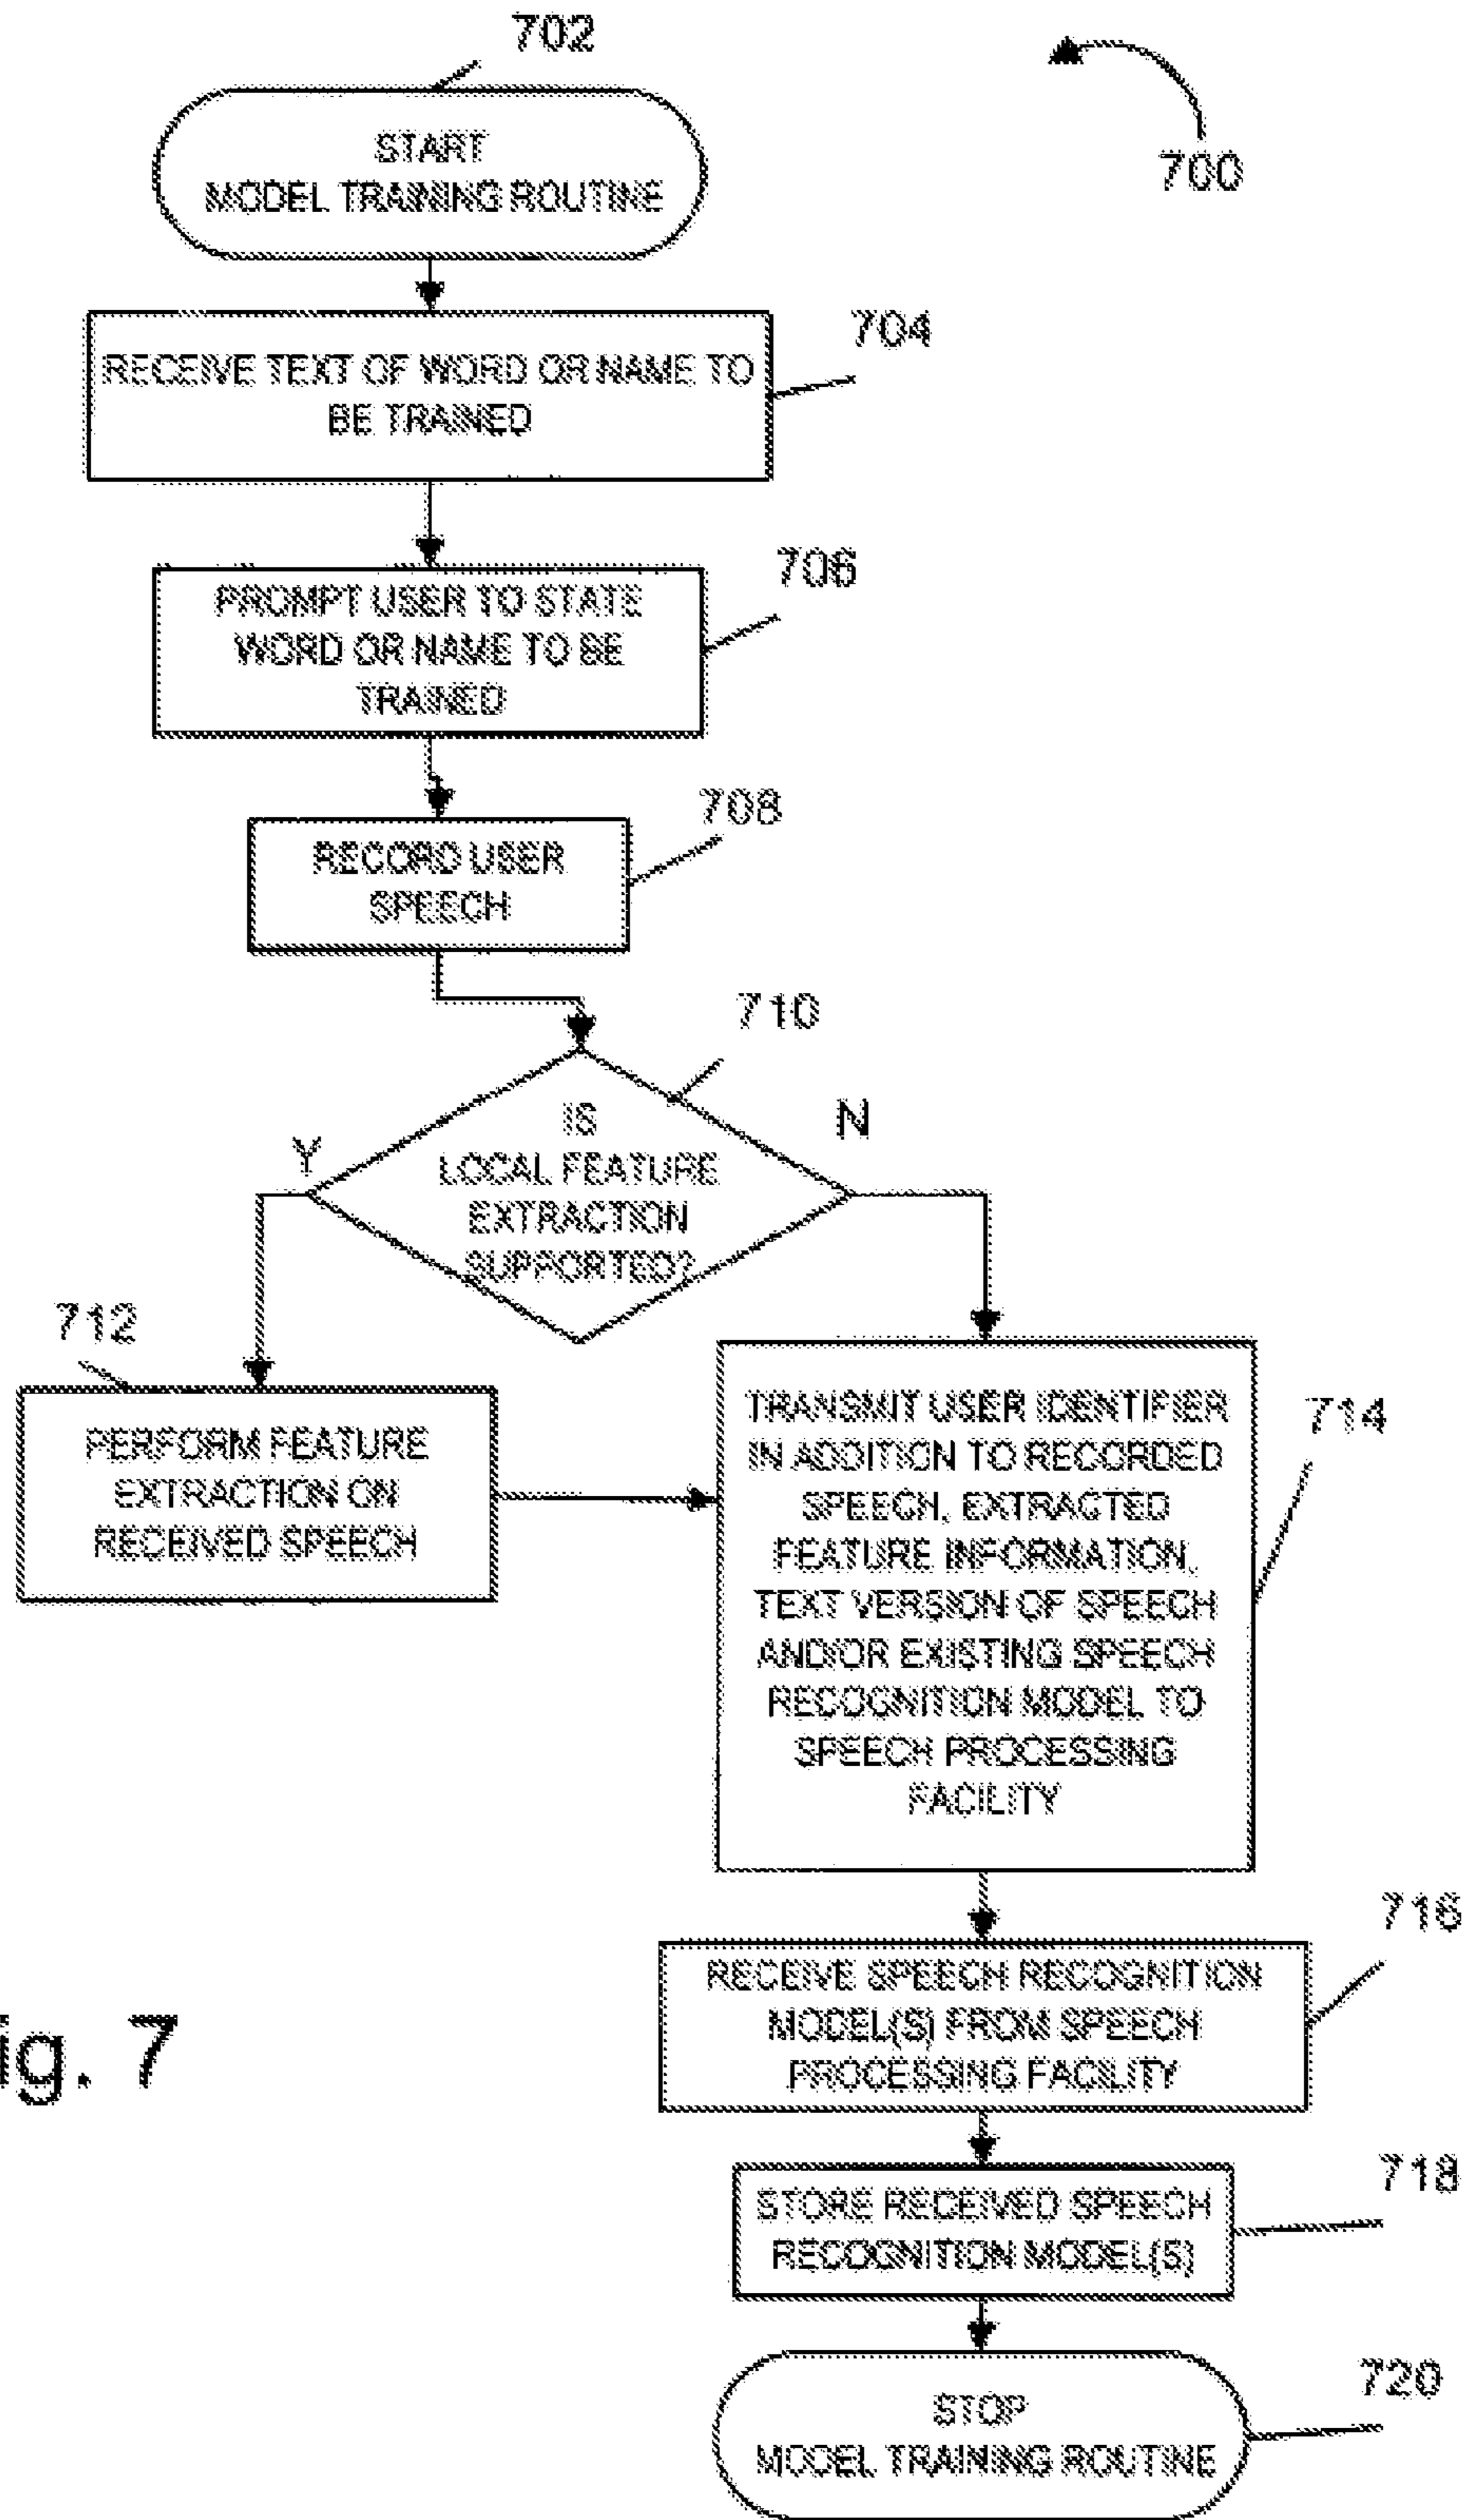 702
700
START
MODEL TRAINING ROUTINE
704
RECEIVE TEXT OF WORD OR NAME TO
BE TRAINED
706
PROMPT USER TO STATE
WORD OR NAME TO BE
TRAINED
708
RECORD USER
SPEECH
710
IS
LOCAL FEATURE
EXTRACTION
SUPPORTED?
Y
N
712
PERFORM FEATURE
EXTRACTION ON
RECEIVED SPEECH
714
TRANSMIT USER IDENTIFIER
IN ADDITION TO RECORDED
SPEECH, EXTRACTED
FEATURE INFORMATION,
TEXT VERSION OF SPEECH
AND/OR EXISTING SPEECH
RECOGNITION MODEL TO
SPEECH PROCESSING
FACILITY
716
RECEIVE SPEECH RECOGNITION
MODEL(S) FROM SPEECH
PROCESSING FACILITY
ig. 7
718
STORE RECEIVED SPEECH
RECOGNITION MODEL(S)
720
STOP
MODEL TRAINING ROUTINE